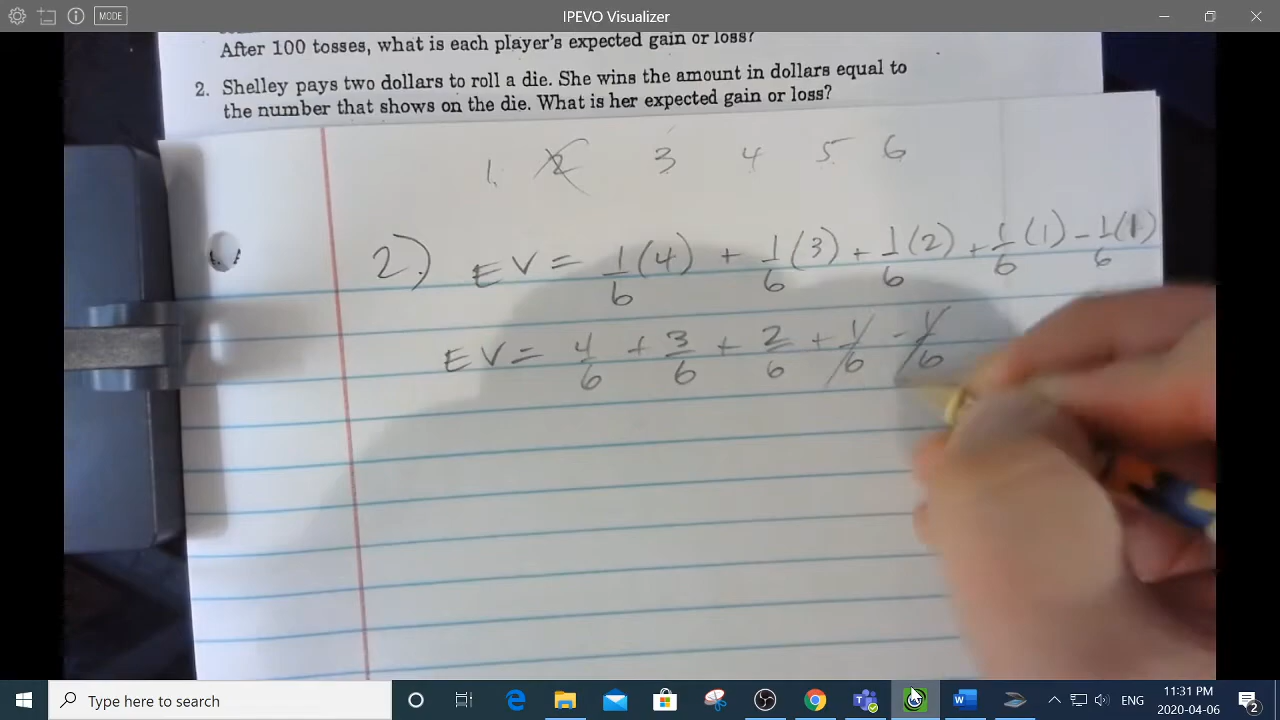 IPEVO Visualizer
MODE
After 100 tosses, what is each player's expected gain or loss?
2. Shelley pays two dollars to roll a die. She wins the amount in dollars equal to
the number that shows on the die. What is her expected gain or loss?
1 2 3 4 5 6
2.) EV = 1/6 (4) + 1/6 (3) + 1/6 (2) + 1/6 (1) - 1/6 (1)
EV = 4/6 + 3/6 + 2/6 + 1/6 - 1/6
Type here to search
ENG
11:31 PM
2020-04-06
2